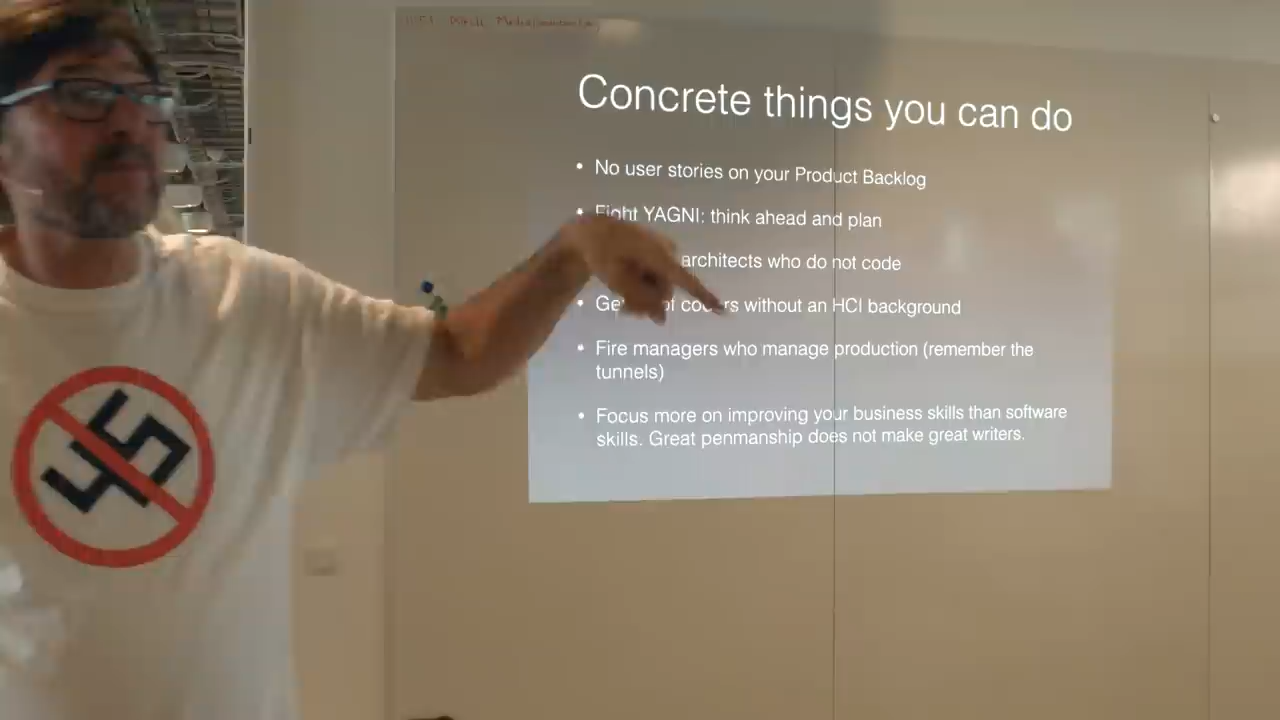 Concrete things you can do
• No user stories on your Product Backlog
• Fight YAGNI: think ahead and plan
architects who do not code
• Get of coders without an HCI background
• Fire managers who manage production (remember the
tunnels)
• Focus more on improving your business skills than software
skills. Great penmanship does not make great writers.